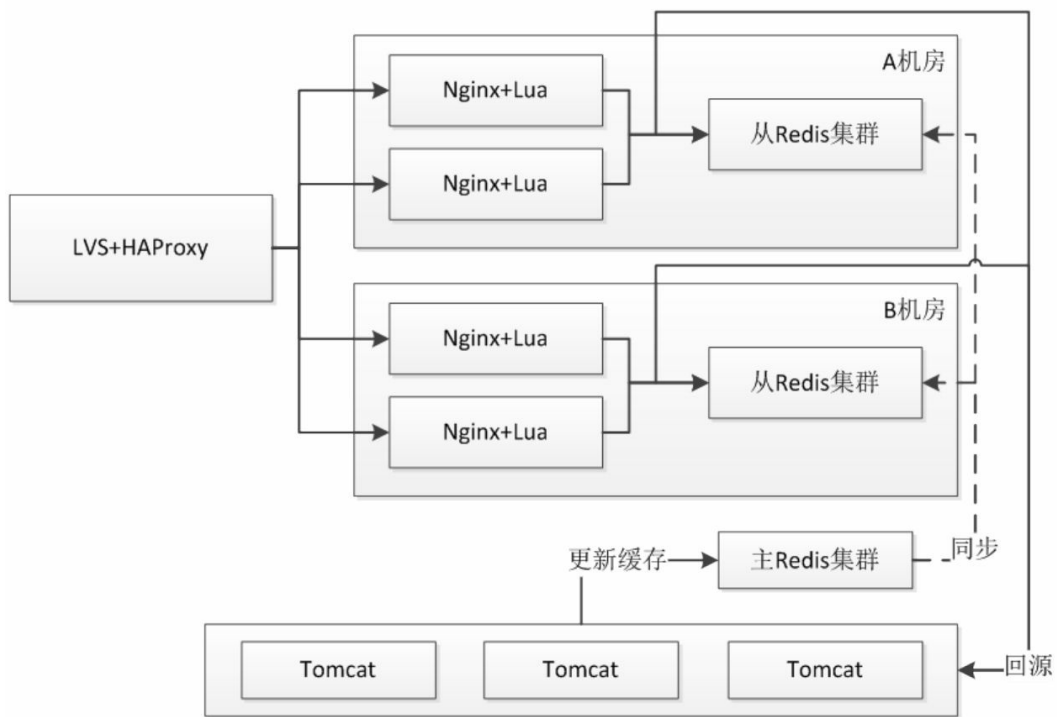 A机房
Nginx+Lua
从Redis集群
Nginx+Lua
LVS+HAProxy
B机房
Nginx+Lua
从Redis集群
Nginx+Lua
更新缓存
主Redis集群
同步
Tomcat
Tomcat
Tomcat
回源